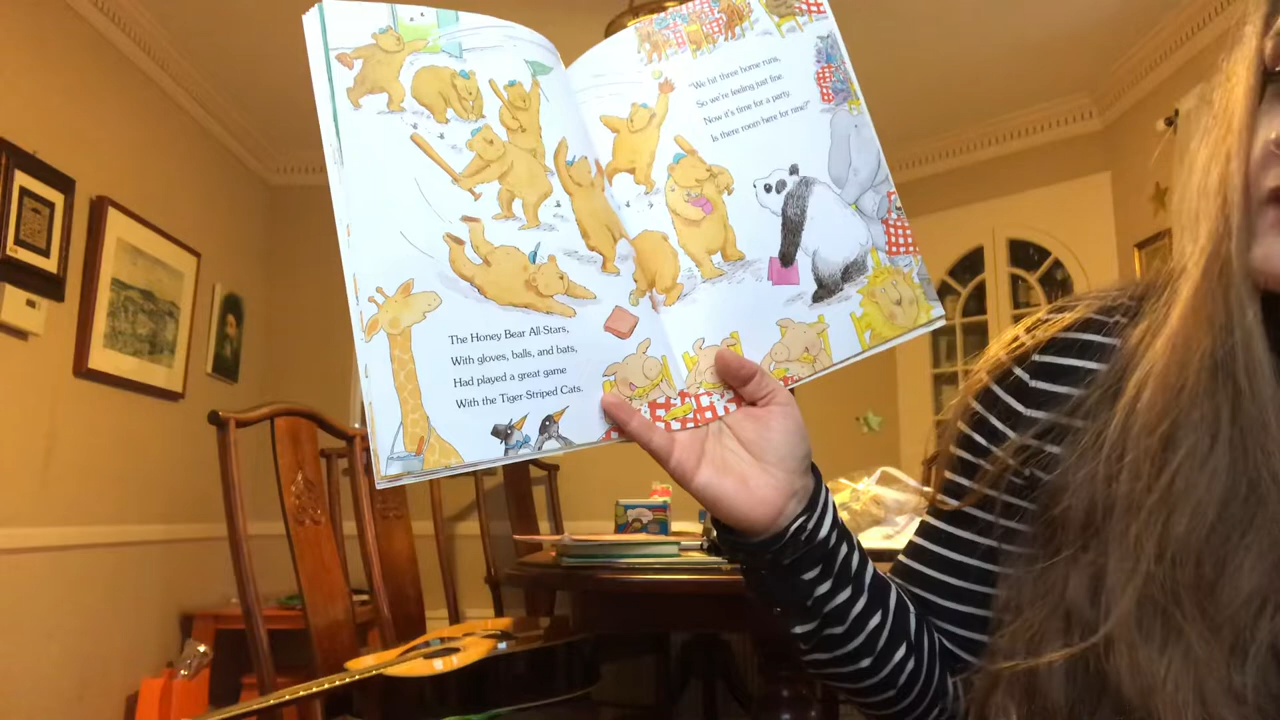 The Honey Bear All-Stars,
With gloves, balls, and bats,
Had played a great game
With the Tiger-Striped Cats.
"We hit three home runs,
So we're feeling just fine.
Now it's time for a party.
Is there room here for nine?"